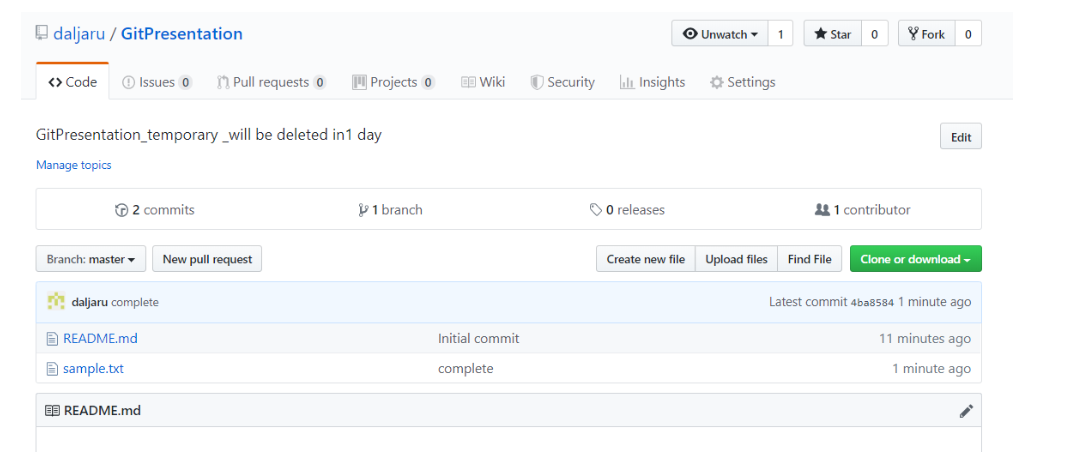 daljaru / GitPresentation Unwatch 1 Star 0 Fork 0
Code Issues 0 Pull requests 0 Projects 0 Wiki Security Insights Settings
GitPresentation_temporary _will be deleted in1 day Edit
Manage topics
2 commits 1 branch 0 releases 1 contributor
Branch: master New pull request Create new file Upload files Find File Clone or download
daljaru complete Latest commit 4ba8584 1 minute ago
README.md Initial commit 11 minutes ago
sample.txt complete 1 minute ago
README.md